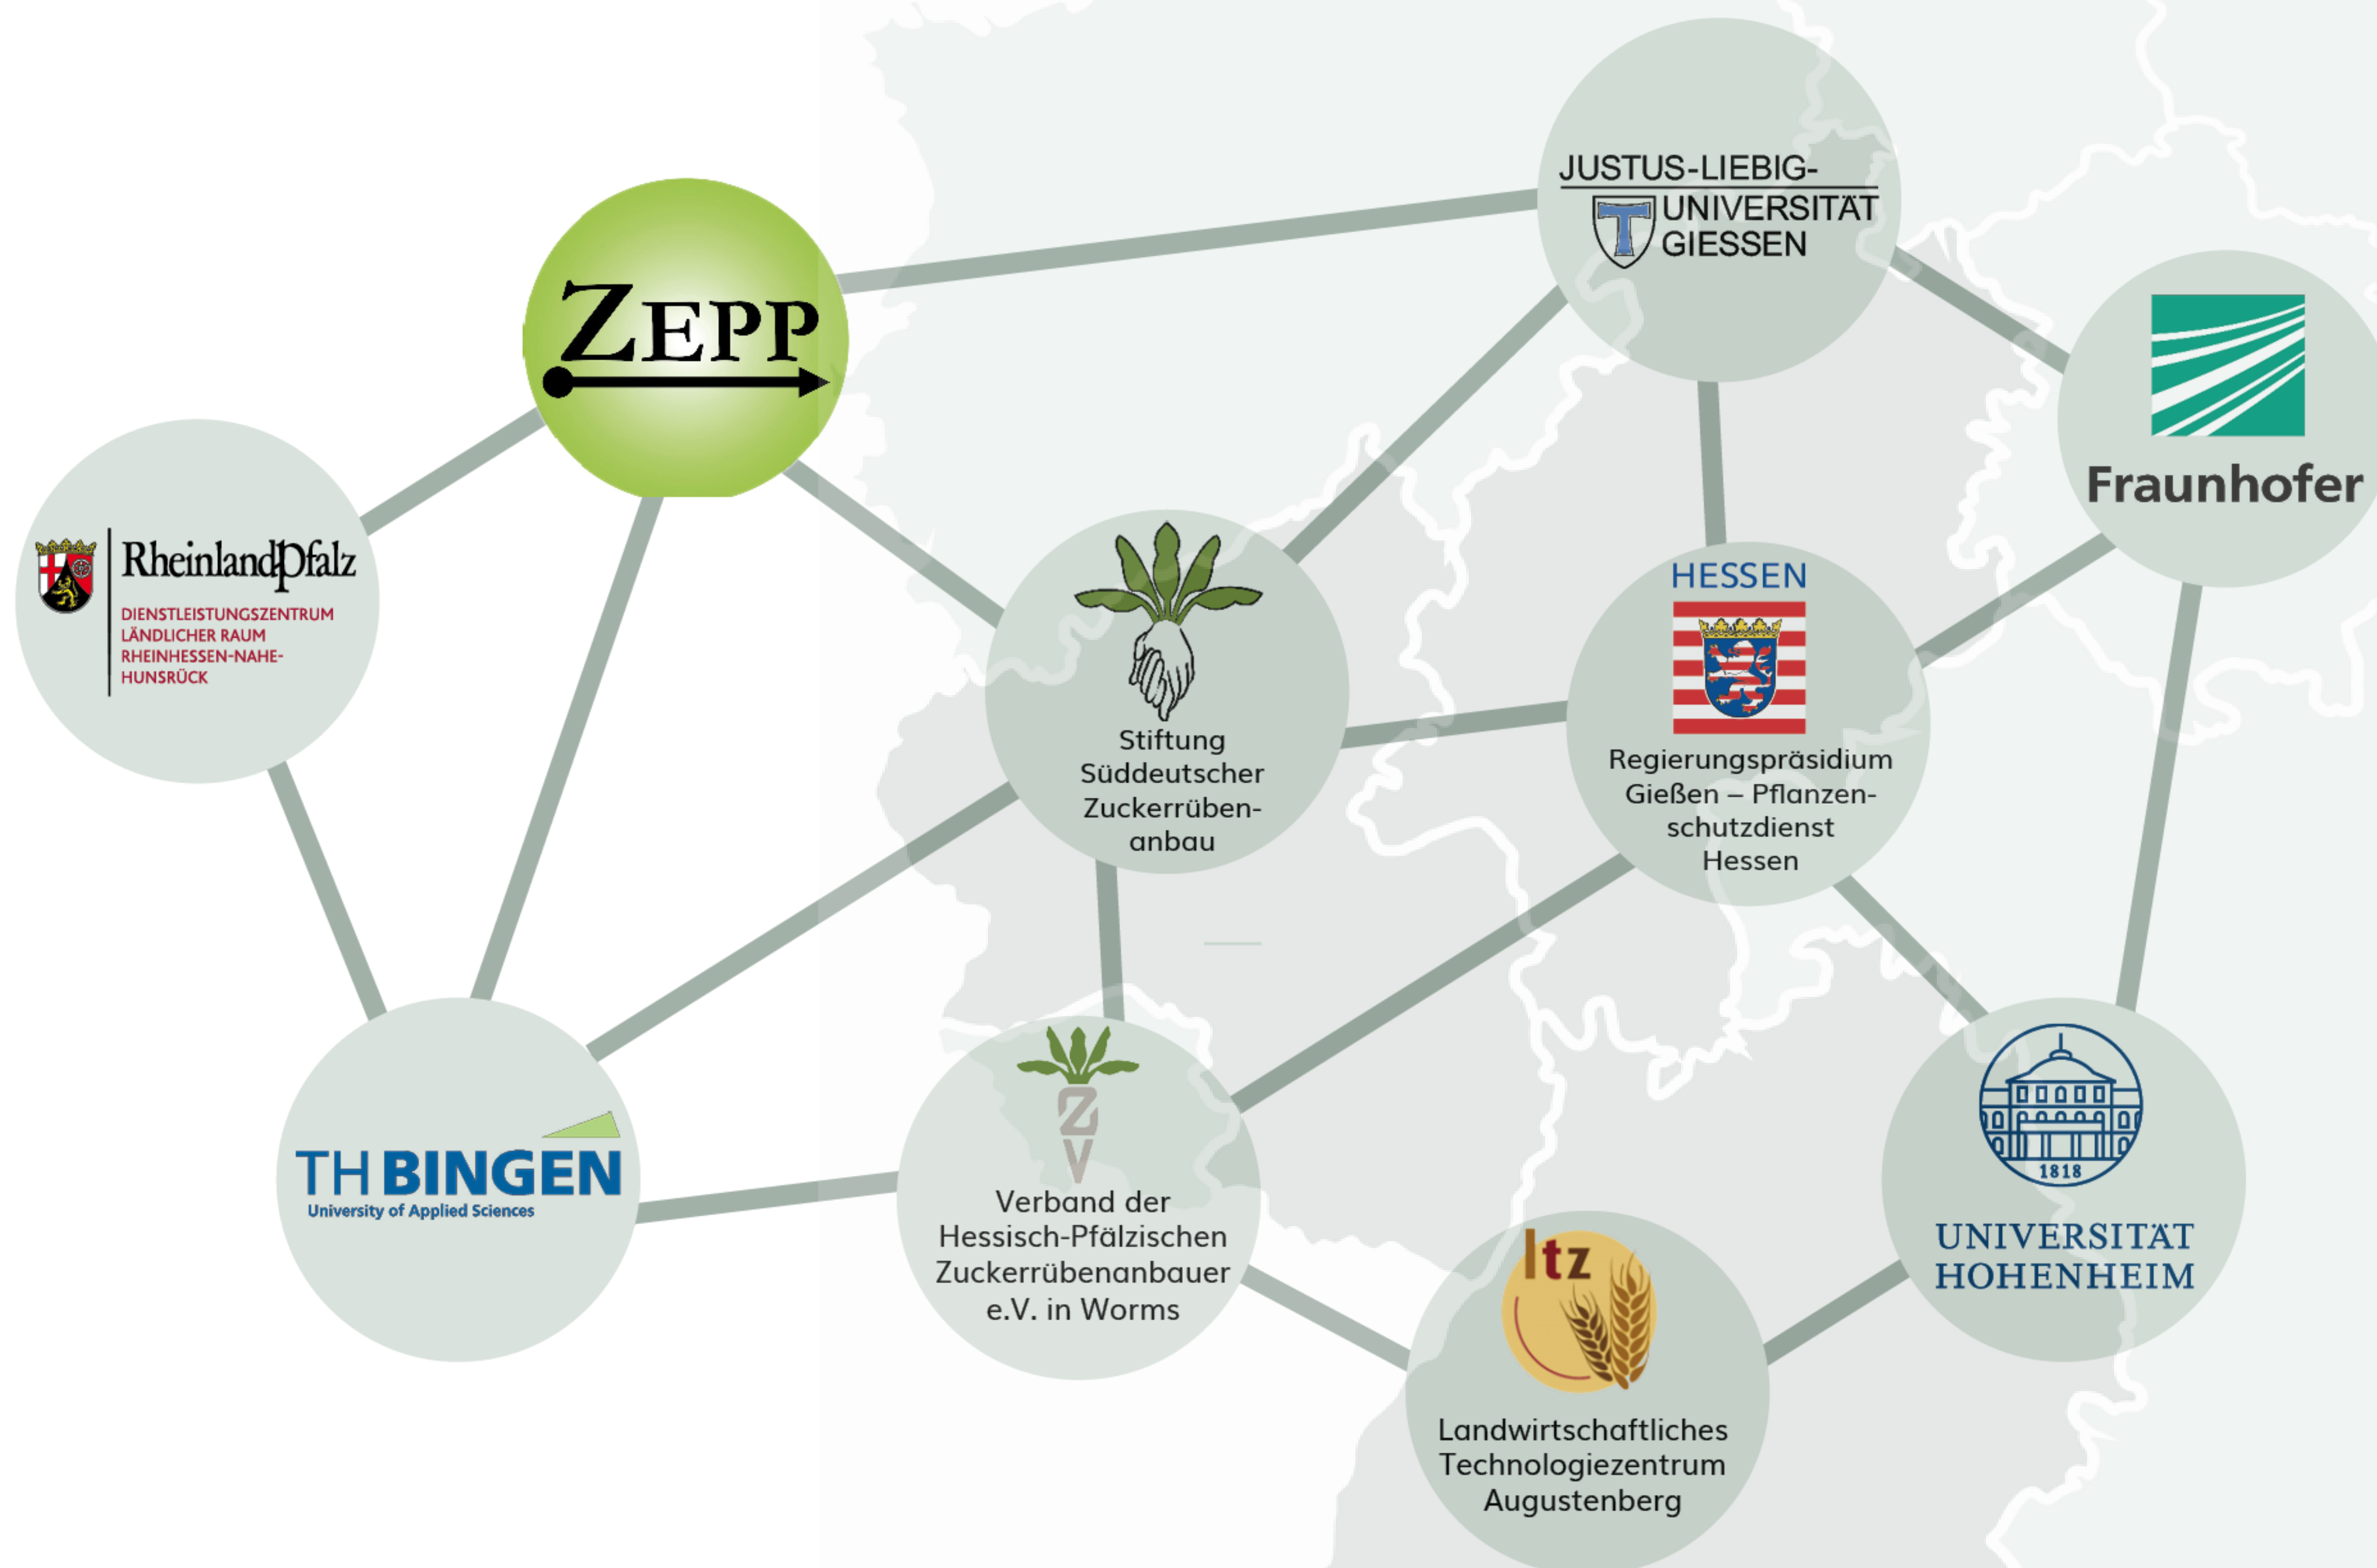 JUSTUS-LIEBIG-
UNIVERSITÄT
GIESSEN
ZEPP
Fraunhofer
RheinlandPfalz
DIENSTLEISTUNGSZENTRUM
LÄNDLICHER RAUM
RHEINHESSEN-NAHE-
HUNSRÜCK
Stiftung
Süddeutscher
Zuckerrüben-
anbau
HESSEN
Regierungspräsidium
Gießen – Pflanzen-
schutzdienst
Hessen
TH BINGEN
University of Applied Sciences
Z
V
Verband der
Hessisch-Pfälzischen
Zuckerrübenanbauer
e.V. in Worms
ltz
Landwirtschaftliches
Technologiezentrum
Augustenberg
1818
UNIVERSITÄT
HOHENHEIM